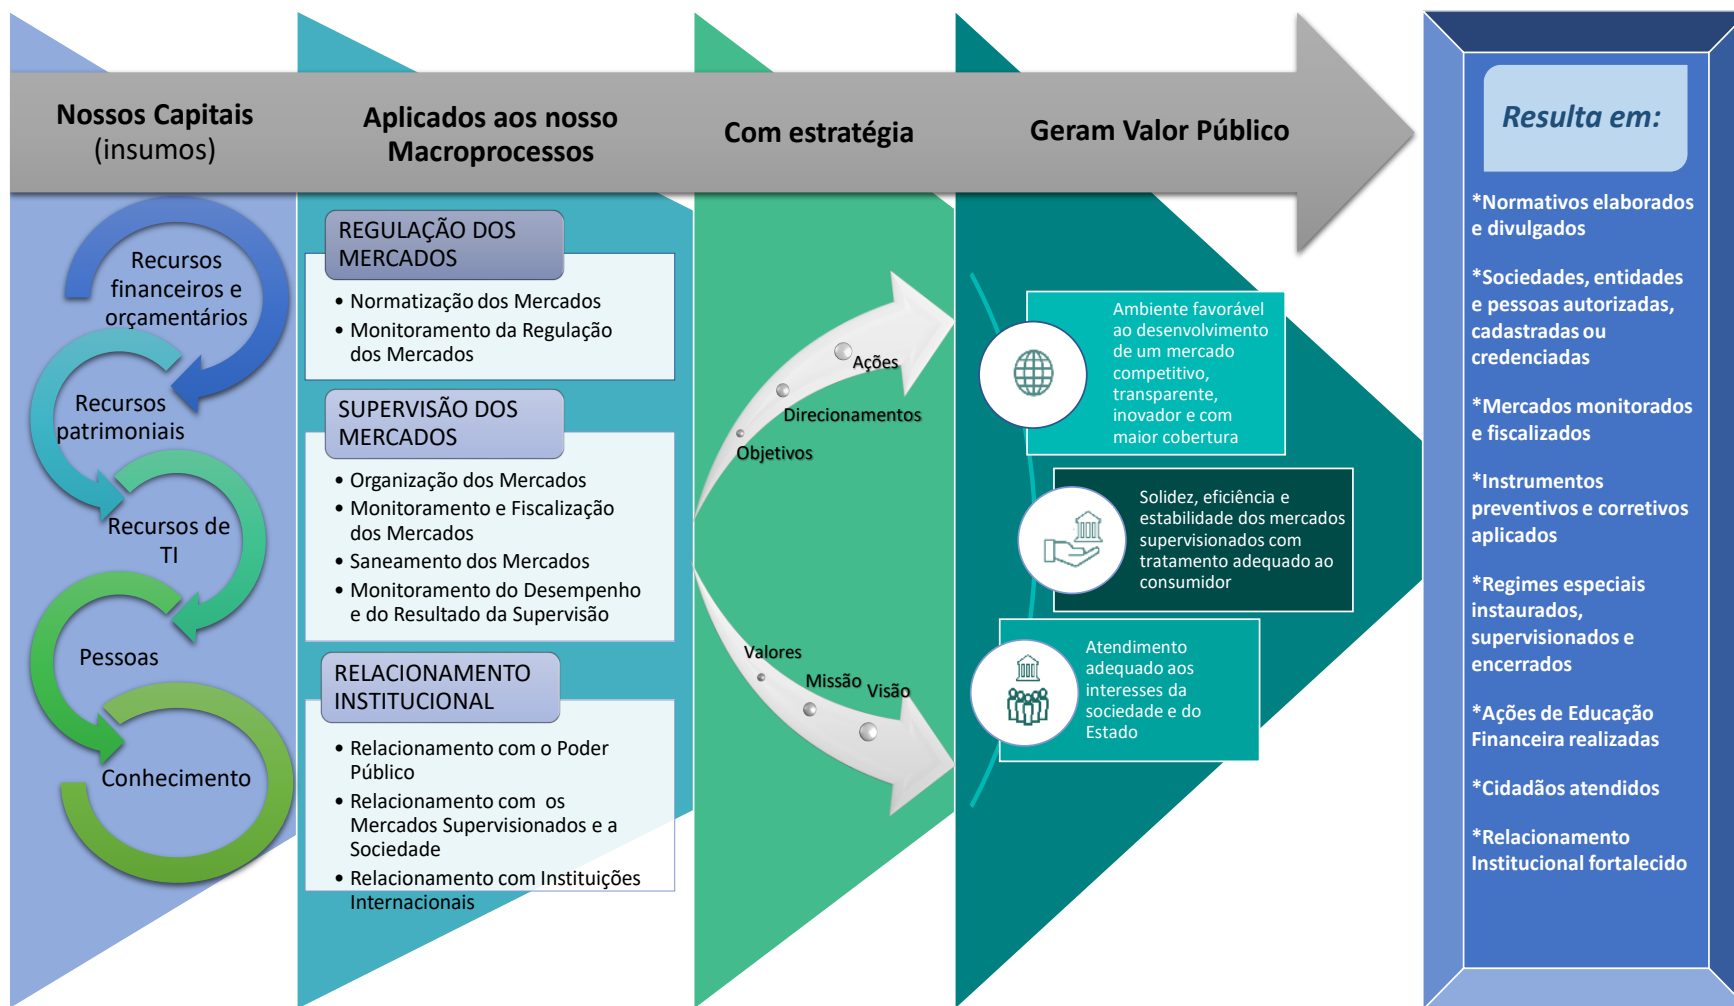 Nossos Capitais
(insumos)
Aplicados aos nosso
Macroprocessos
Com estratégia
Geram Valor Público
Resulta em:
Recursos
financeiros e
orçamentários
Recursos
patrimoniais
Recursos de
TI
Pessoas
Conhecimento
REGULAÇÃO DOS
MERCADOS
• Normatização dos Mercados
• Monitoramento da Regulação
dos Mercados
SUPERVISÃO DOS
MERCADOS
• Organização dos Mercados
• Monitoramento e Fiscalização
dos Mercados
• Saneamento dos Mercados
• Monitoramento do Desempenho
e do Resultado da Supervisão
RELACIONAMENTO
INSTITUCIONAL
• Relacionamento com o Poder
Público
• Relacionamento com os
Mercados Supervisionados e a
Sociedade
• Relacionamento com Instituições
Internacionais
Ações
Direcionamentos
Objetivos
Valores
Missão
Visão
Ambiente favorável
ao desenvolvimento
de um mercado
competitivo,
transparente,
inovador e com
maior cobertura
Solidez, eficiência e
estabilidade dos mercados
supervisionados com
tratamento adequado ao
consumidor
Atendimento
adequado aos
interesses da
sociedade e do
Estado
*Normativos elaborados
e divulgados
*Sociedades, entidades
e pessoas autorizadas,
cadastradas ou
credenciadas
*Mercados monitorados
e fiscalizados
*Instrumentos
preventivos e corretivos
aplicados
*Regimes especiais
instaurados,
supervisionados e
encerrados
*Ações de Educação
Financeira realizadas
*Cidadãos atendidos
*Relacionamento
Institucional fortalecido